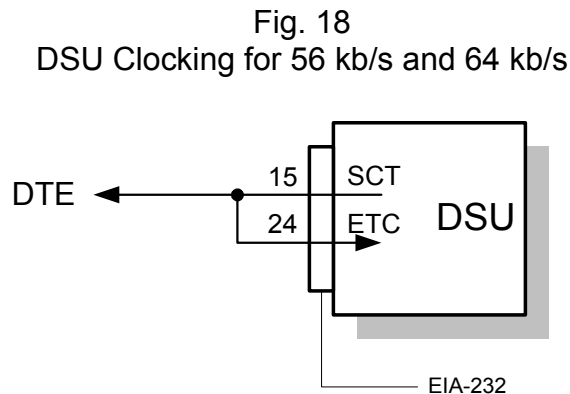 Fig. 18
DSU Clocking for 56 kb/s and 64 kb/s
15 SCT
DTE
DSU
24 ETC
EIA-232